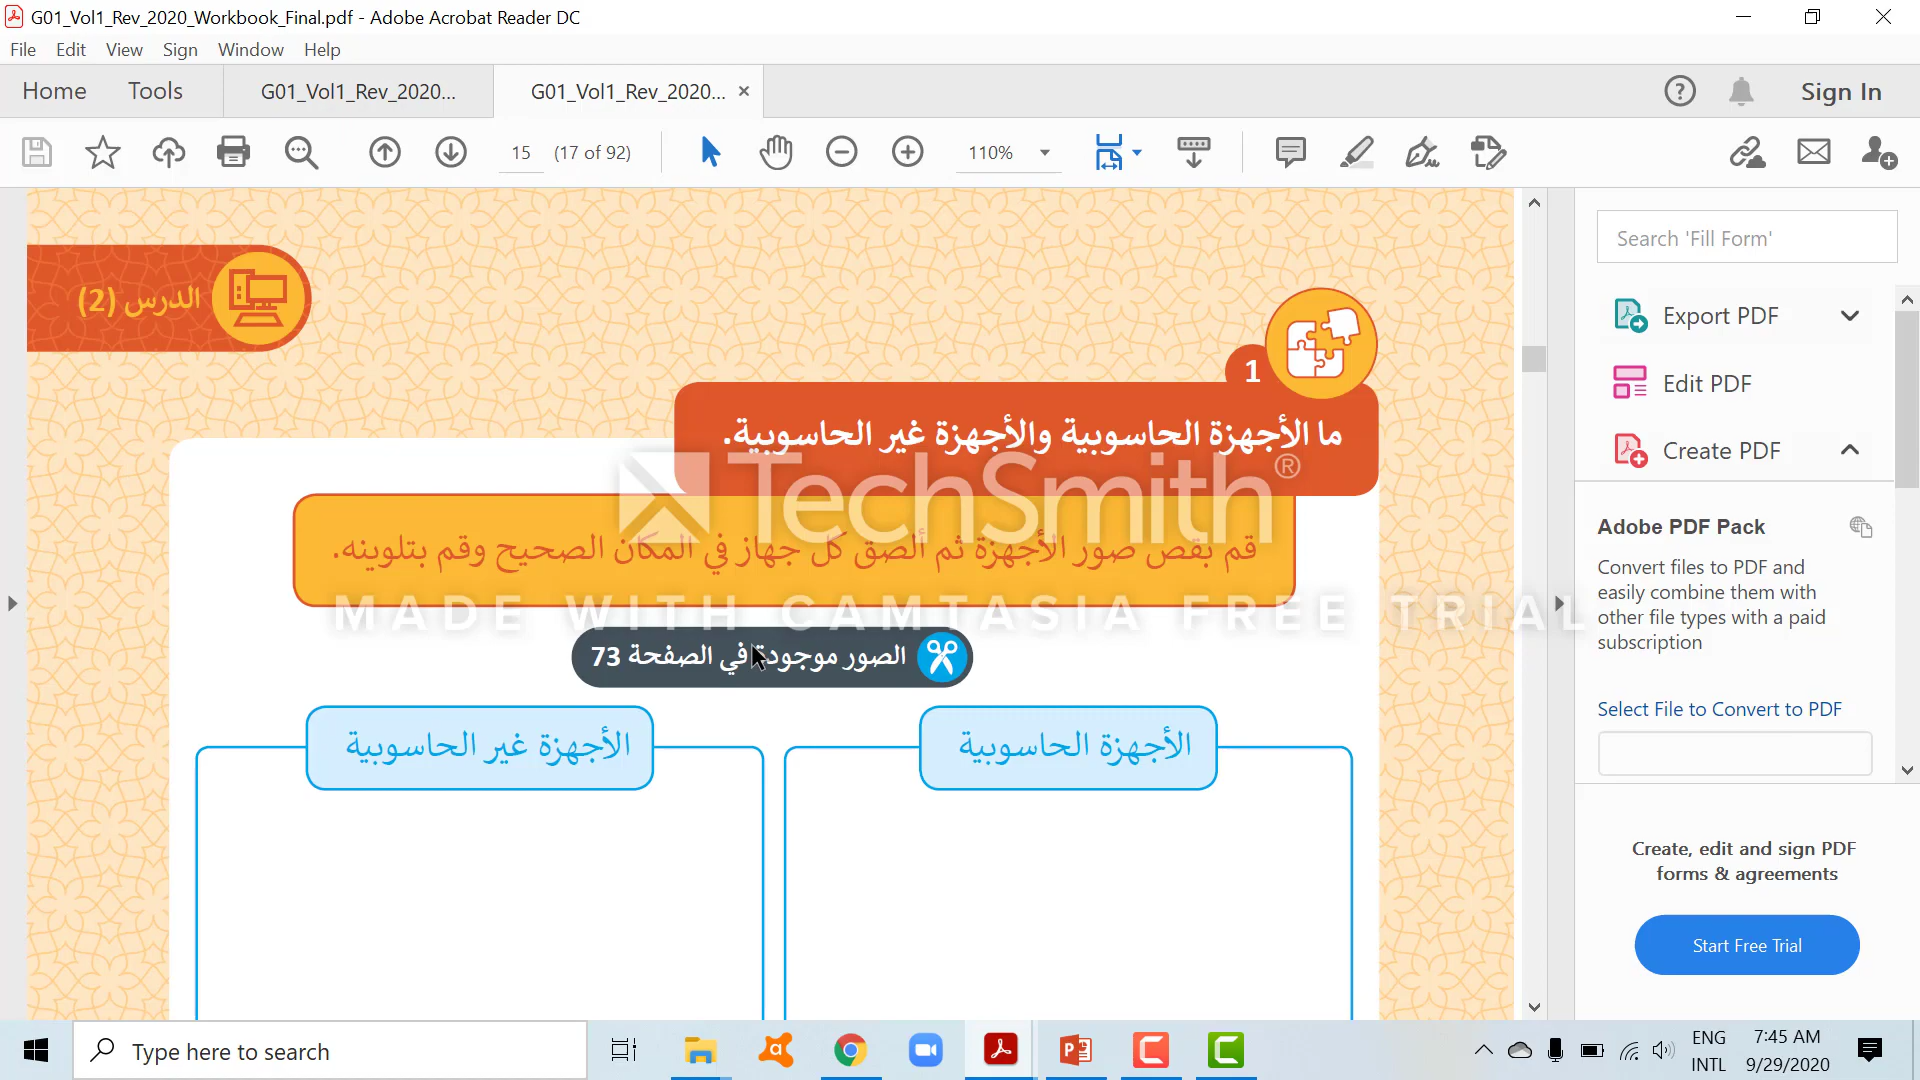 G01_Vol1_Rev_2020_Workbook_Final.pdf - Adobe Acrobat Reader DC
File Edit View Sign Window Help
Home Tools G01_Vol1_Rev_2020... G01_Vol1_Rev_2020... × Sign In
15 (17 of 92) 110%
الدرس (2)
1
ما الأجهزة الحاسوبية والأجهزة غير الحاسوبية.
TechSmith®
قم بقص صور الأجهزة ثم ألصق كل جهاز في المكان الصحيح وقم بتلوينه.
MADE WITH CAMTASIA FREE TRIAL
الصور موجودة في الصفحة 73
الأجهزة الحاسوبية
الأجهزة غير الحاسوبية
Search 'Fill Form'
Export PDF
Edit PDF
Create PDF
Adobe PDF Pack
Convert files to PDF and
easily combine them with
other file types with a paid
subscription
Select File to Convert to PDF
Create, edit and sign PDF
forms & agreements
Start Free Trial
Type here to search
ENG
INTL
7:45 AM
9/29/2020